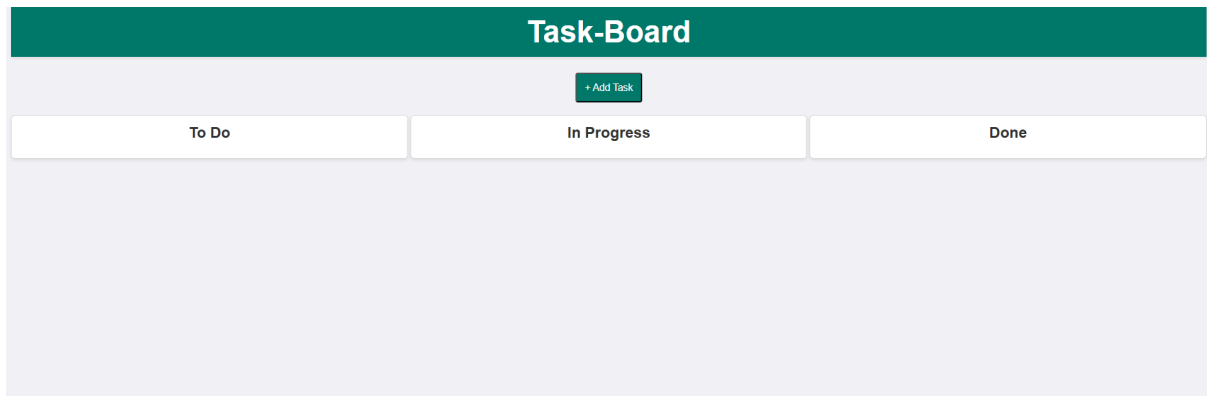 Task-Board
+ Add Task
To Do
In Progress
Done